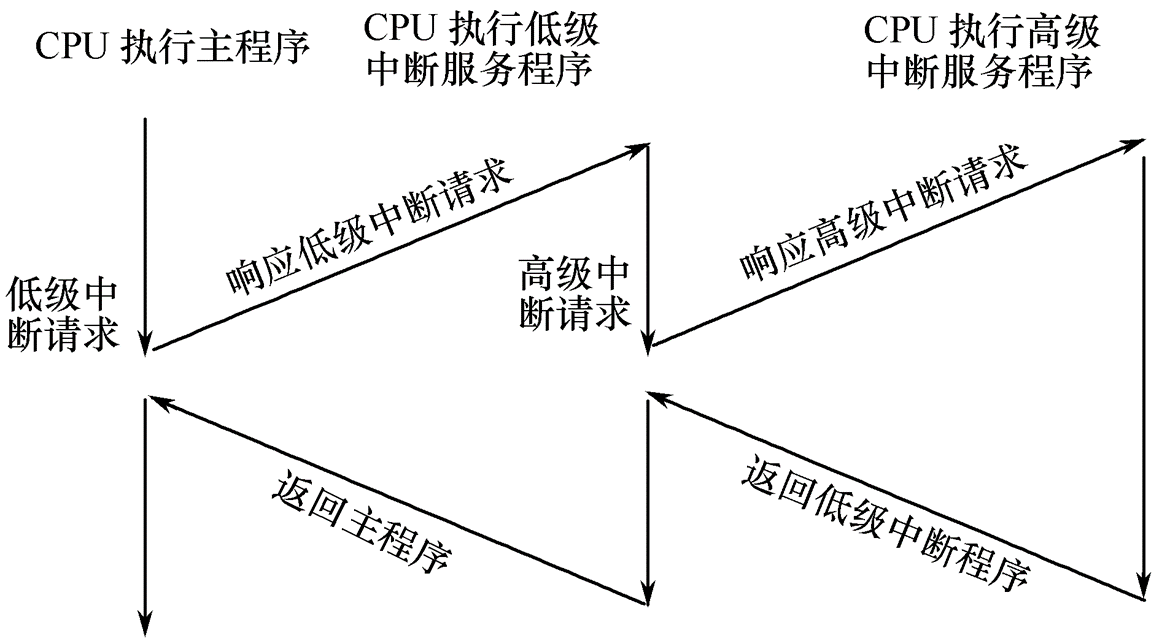 CPU 执行主程序
CPU 执行低级
中断服务程序
CPU 执行高级
中断服务程序
响应低级中断请求
响应高级中断请求
低级中
断请求
高级中
断请求
返回主程序
返回低级中断程序